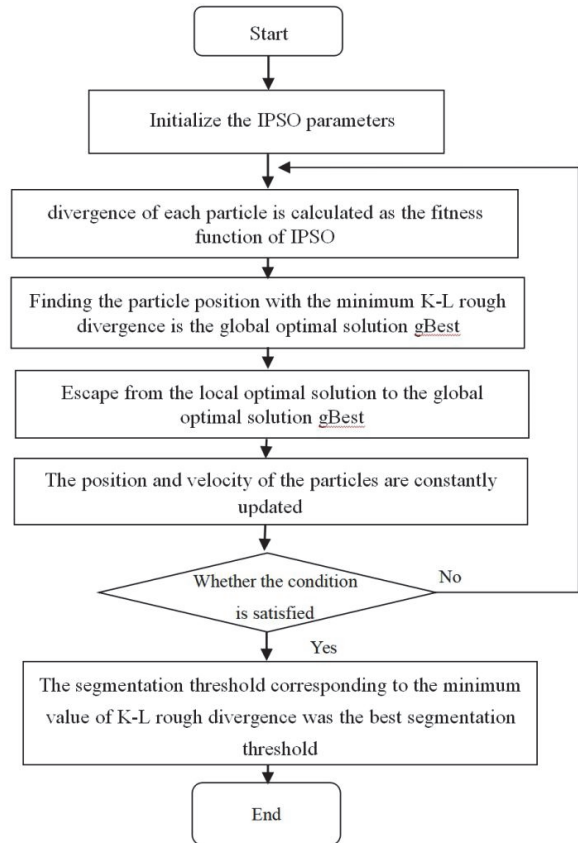 Start
Initialize the IPSO parameters
divergence of each particle is calculated as the fitness
function of IPSO
Finding the particle position with the minimum K-L rough
divergence is the global optimal solution gBest
Escape from the local optimal solution to the global
optimal solution gBest
The position and velocity of the particles are constantly
updated
Whether the condition
is satisfied
No
Yes
The segmentation threshold corresponding to the minimum
value of K-L rough divergence was the best segmentation
threshold
End